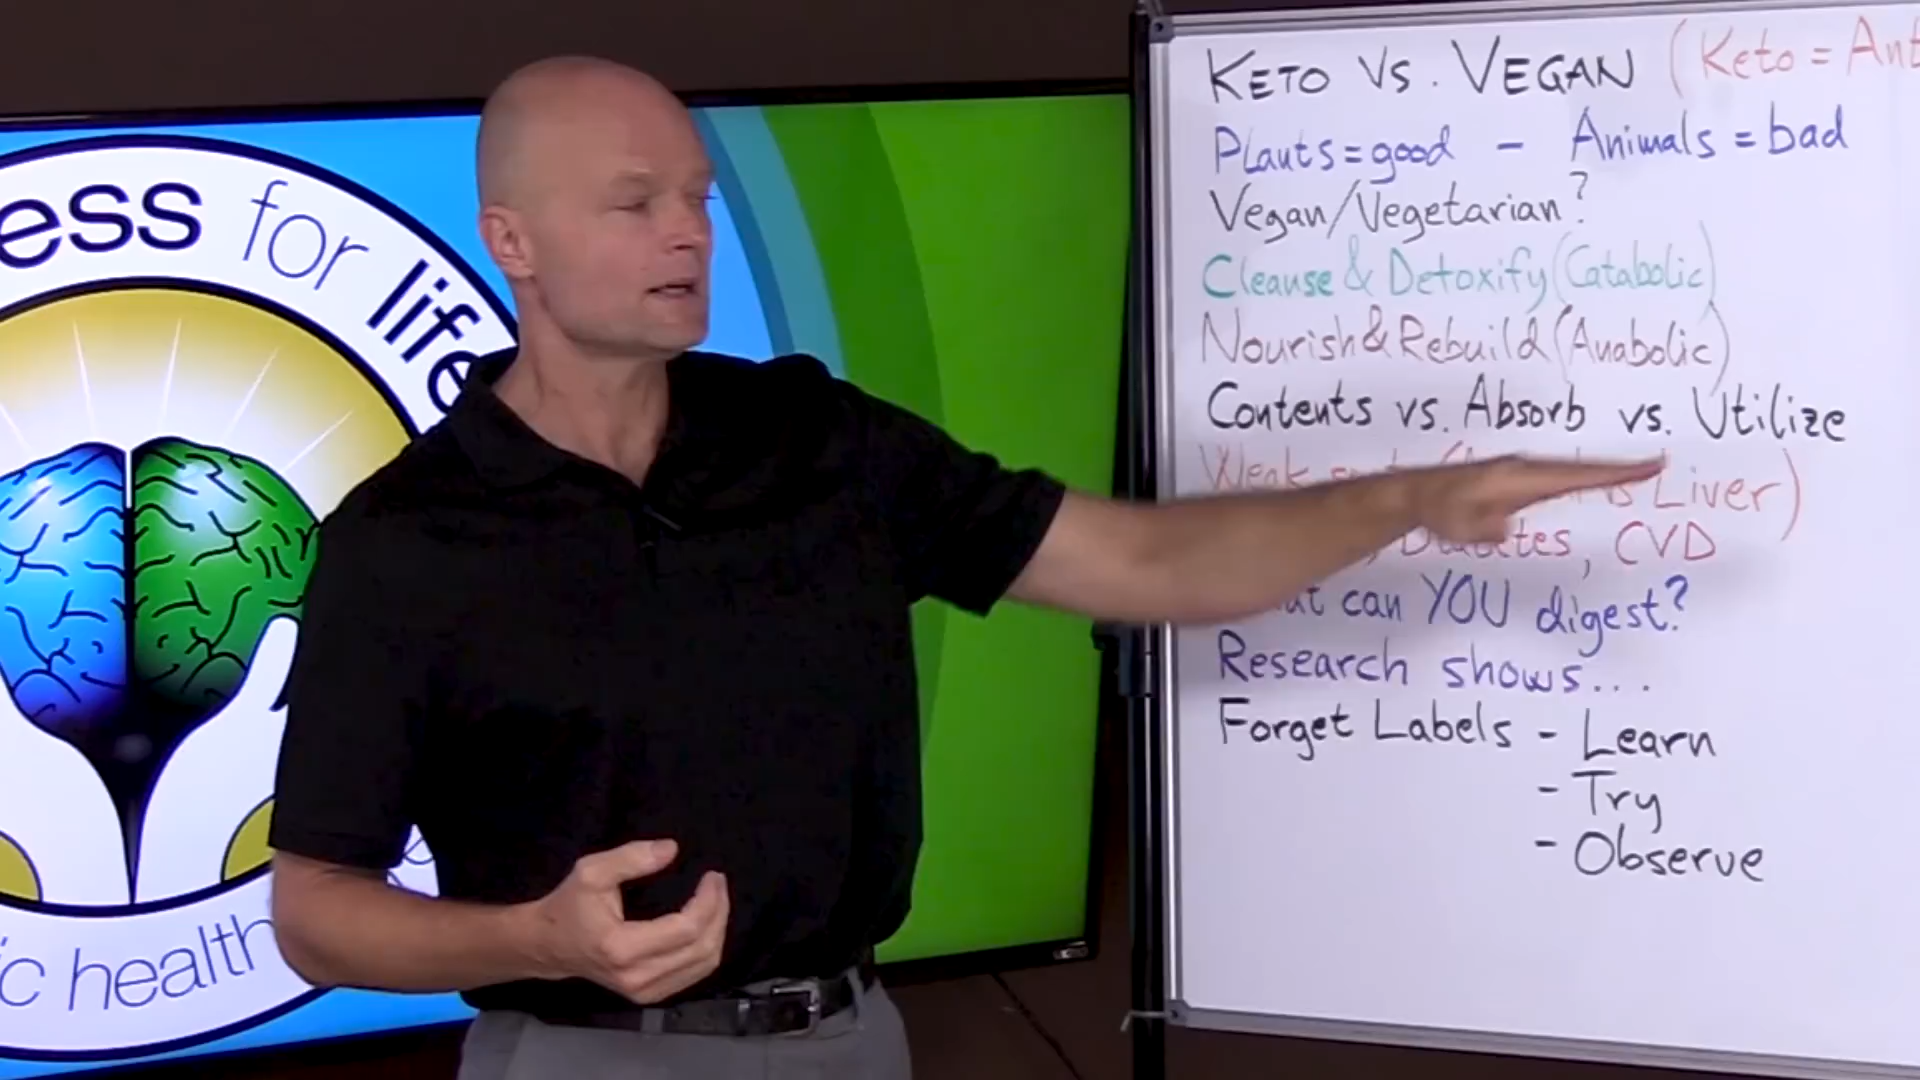 ess for life
c health
KETO VS. VEGAN (Keto = Ant
Plants = good - Animals = bad
Vegan/Vegetarian?
Cleanse & Detoxify (Catabolic)
Nourish & Rebuild (Anabolic)
Contents vs. Absorb vs. Utilize
Weak Liver)
Diabetes, CVD
can YOU digest?
Research shows...
Forget Labels - Learn
- Try
- Observe